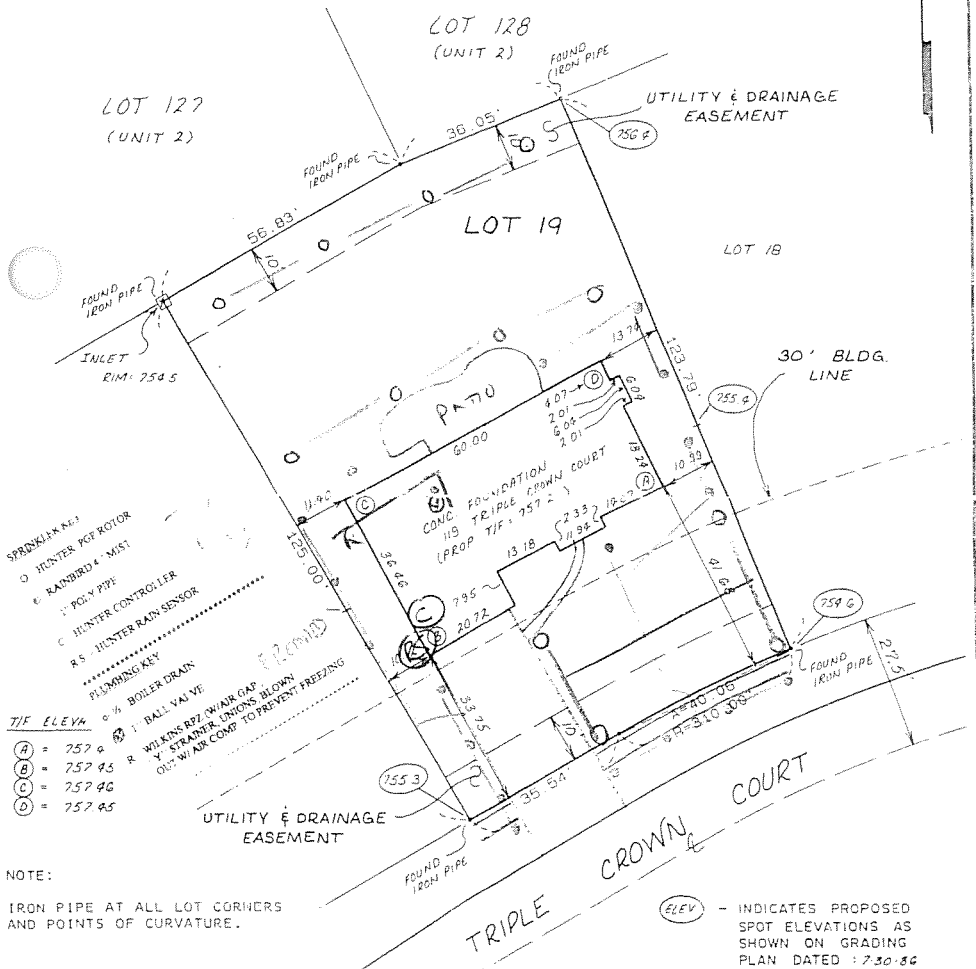 LOT 128
(UNIT 2)
FOUND
IRON PIPE
LOT 127
(UNIT 2)
UTILITY & DRAINAGE
EASEMENT
756.4
36.05'
FOUND
IRON PIPE
56.83'
10
LOT 19
LOT 18
FOUND
IRON PIPE
INLET
RIM: 754.5
13.74
123.79'
30' BLDG.
LINE
PATIO
D
4.07
2.01
6.04
2.01
6.04
755.4
60.00
18.24
10.99
11.40
C
CONC. FOUNDATION
119 TRIPLE CROWN COURT
(PROP T/F: 757.2)
A
2.33
11.94
13.18
125.00'
36.46
7.95
20.72
41.68
C
B
SPRINKLER KEY
HUNTER PGP ROTOR
RAINBIRD 4" MIST
1" POLY PIPE
C HUNTER CONTROLLER
R.S. - HUNTER RAIN SENSOR
PLUMBING KEY
BOILER DRAIN
1" BALL VALVE
R WILKINS RPZ (W/AIR GAP
"Y" STRAINER, UNIONS, BLOWN
OUT W/ AIR COMP. TO PREVENT FREEZING
T/F ELEV'N
A = 757.4
B = 757.45
C = 757.46
D = 757.45
33.75
10
754.6
FOUND
IRON PIPE
27.5
A=40.06'
R=310.00'
35.54'
755.3
UTILITY & DRAINAGE
EASEMENT
FOUND
IRON PIPE
FOUND
IRON PIPE
TRIPLE CROWN COURT
NOTE:
IRON PIPE AT ALL LOT CORNERS
AND POINTS OF CURVATURE.
ELEV - INDICATES PROPOSED
SPOT ELEVATIONS AS
SHOWN ON GRADING
PLAN DATED : 7-30-86